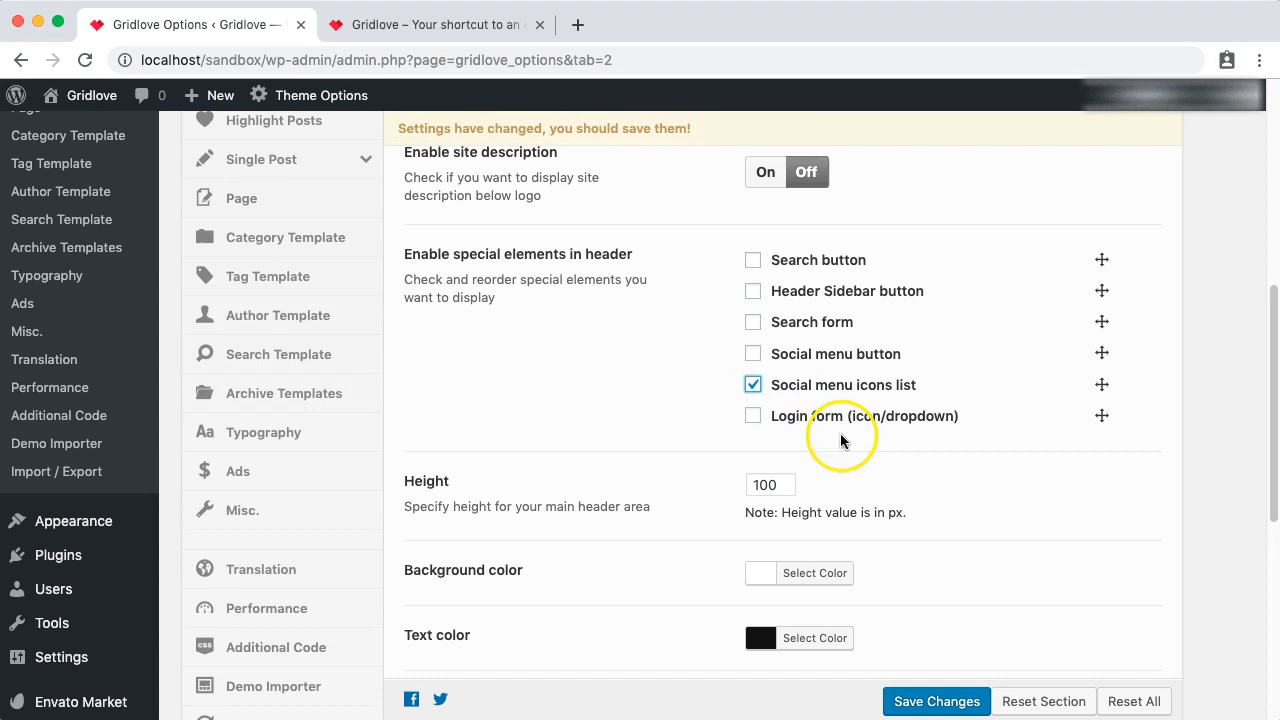 Gridlove Options ‹ Gridlove —
Gridlove – Your shortcut to an
localhost/sandbox/wp-admin/admin.php?page=gridlove_options&tab=2
Gridlove
0
New
Theme Options
Category Template
Tag Template
Author Template
Search Template
Archive Templates
Typography
Ads
Misc.
Translation
Performance
Additional Code
Demo Importer
Import / Export
Appearance
Plugins
Users
Tools
Settings
Envato Market
Highlight Posts
Single Post
Page
Category Template
Tag Template
Author Template
Search Template
Archive Templates
Aa Typography
$ Ads
Misc.
Translation
Performance
css Additional Code
Demo Importer
Settings have changed, you should save them!
Enable site description
Check if you want to display site
description below logo
On Off
Enable special elements in header
Check and reorder special elements you
want to display
Search button
Header Sidebar button
Search form
Social menu button
Social menu icons list
Login form (icon/dropdown)
Height
Specify height for your main header area
100
Note: Height value is in px.
Background color
Select Color
Text color
Select Color
Save Changes
Reset Section
Reset All